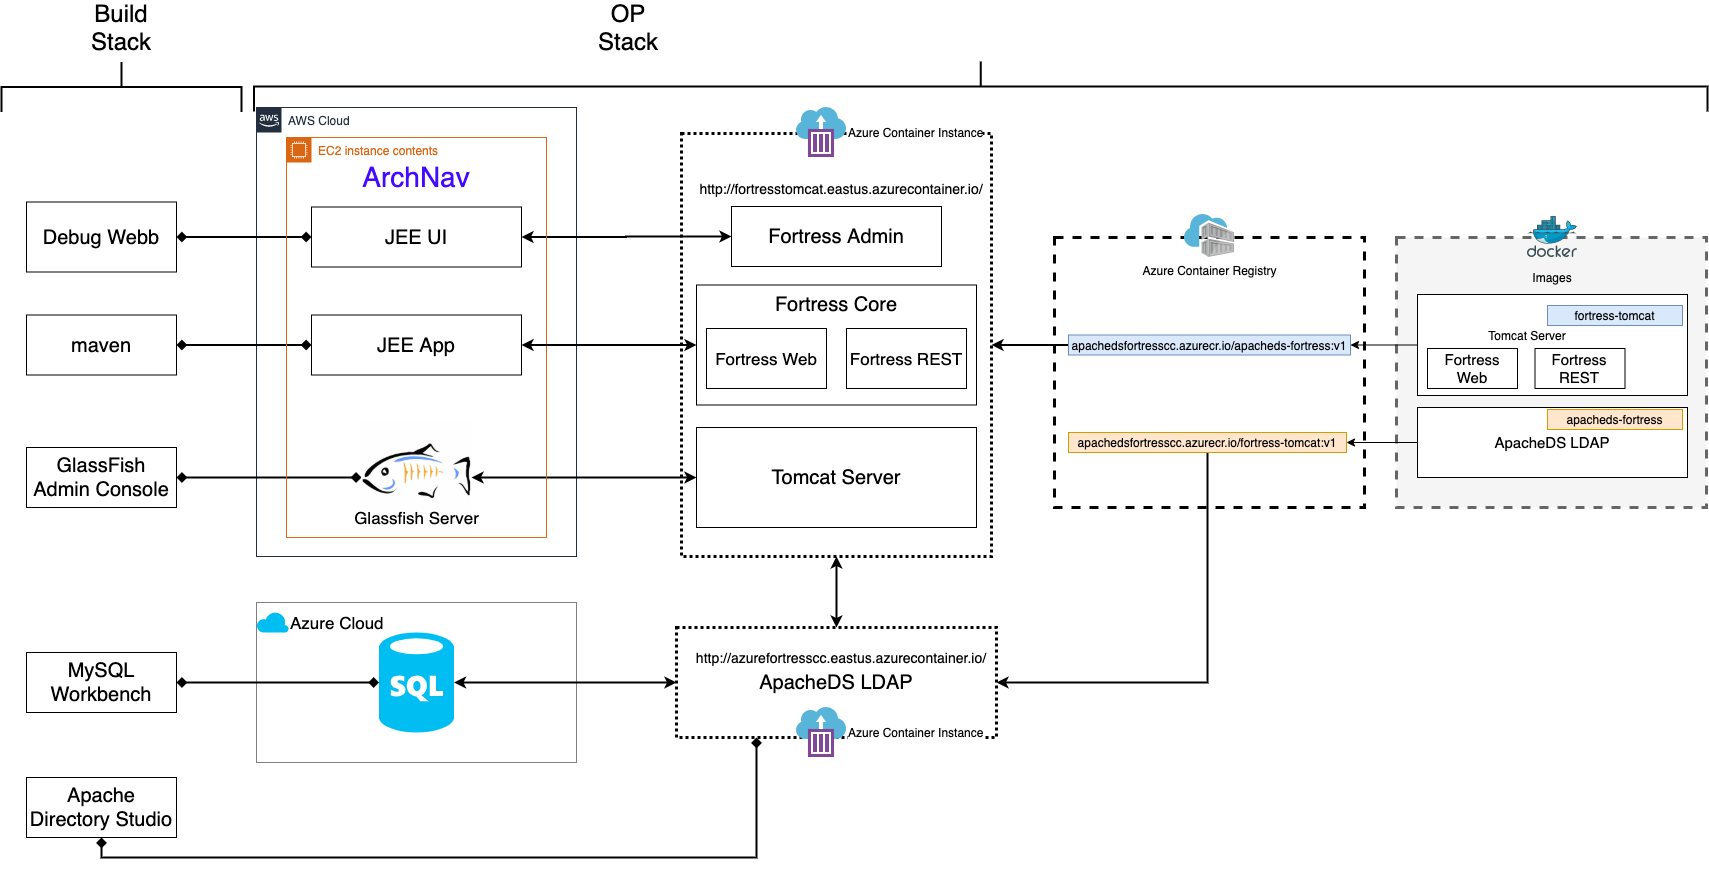 Build
Stack
OP
Stack
aws
AWS Cloud
EC2 instance contents
ArchNav
Debug Webb
JEE UI
maven
JEE App
GlassFish
Admin Console
Glassfish Server
Azure Container Instance
http://fortresstomcat.eastus.azurecontainer.io/
Fortress Admin
Fortress Core
Fortress Web
Fortress REST
Tomcat Server
Azure Container Registry
apachedsfortresscc.azurecr.io/apacheds-fortress:v1
apachedsfortresscc.azurecr.io/fortress-tomcat:v1
docker
Images
fortress-tomcat
Tomcat Server
Fortress
Web
Fortress
REST
apacheds-fortress
ApacheDS LDAP
MySQL
Workbench
Azure Cloud
SQL
http://azurefortresscc.eastus.azurecontainer.io/
ApacheDS LDAP
Azure Container Instance
Apache
Directory Studio